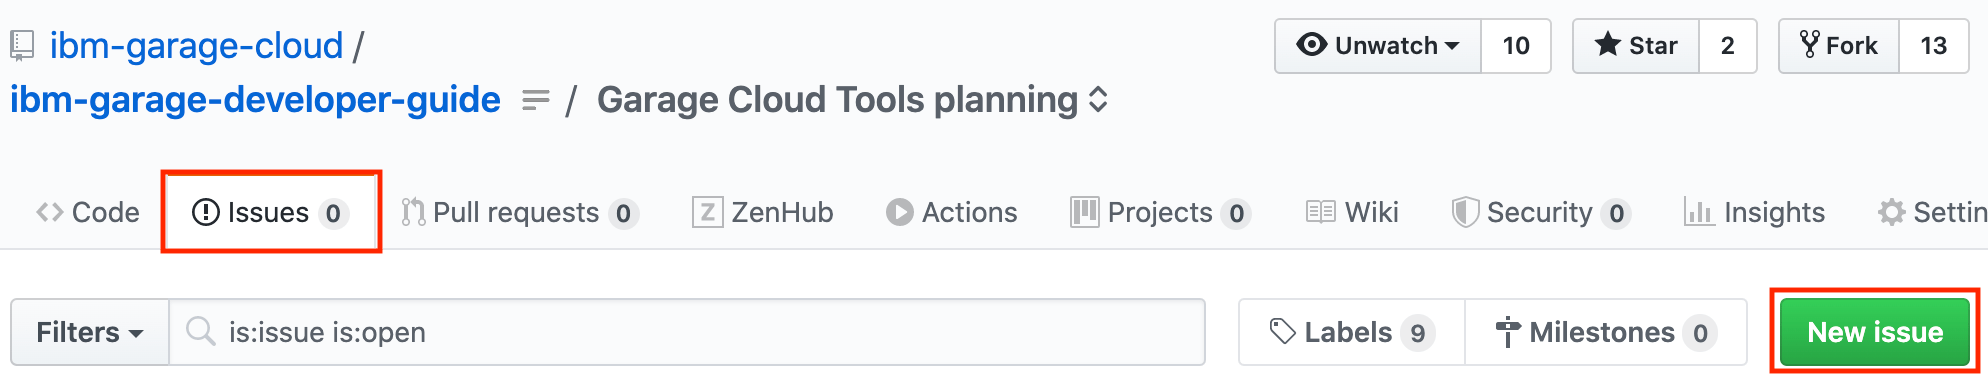 ibm-garage-cloud / Unwatch 10 Star 2 Fork 13
ibm-garage-developer-guide / Garage Cloud Tools planning
Code Issues 0 Pull requests 0 Z ZenHub Actions Projects 0 Wiki Security 0 Insights Settin
Filters is:issue is:open Labels 9 Milestones 0 New issue